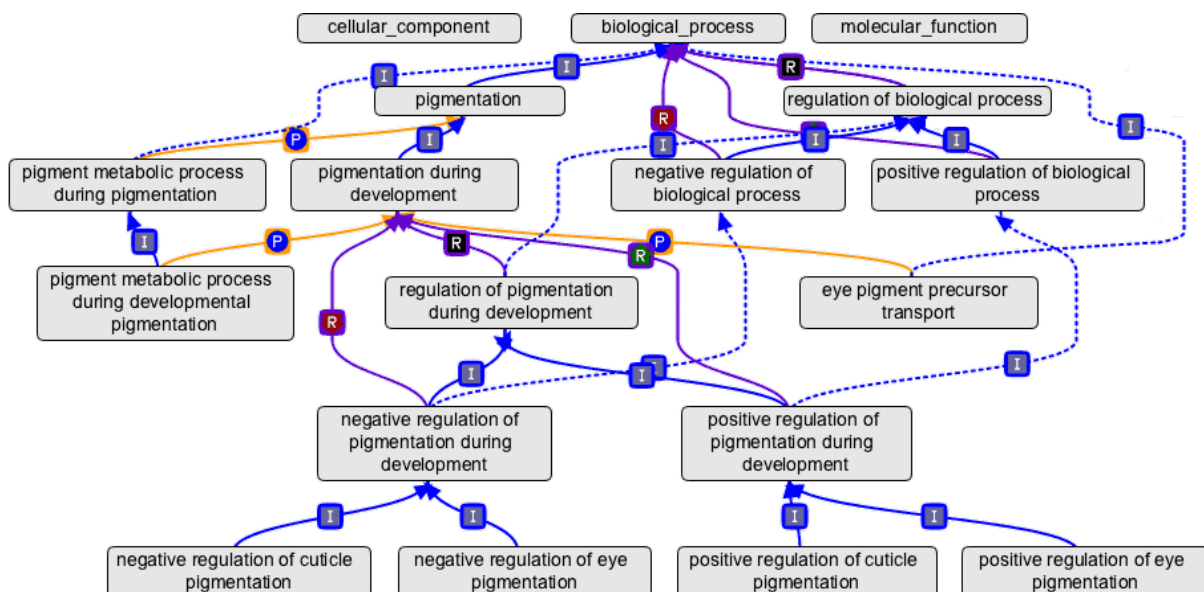 cellular_component
biological_process
molecular_function
I
I
R
pigmentation
regulation of biological process
P
I
R
I
I
I
I
pigment metabolic process
during pigmentation
pigmentation during
development
negative regulation of
biological process
positive regulation of biological
process
I
P
R
R
P
pigment metabolic process
during developmental
pigmentation
regulation of pigmentation
during development
eye pigment precursor
transport
R
I
I
I
I
negative regulation of
pigmentation during
development
positive regulation of
pigmentation during
development
I
I
I
I
negative regulation of cuticle
pigmentation
negative regulation of eye
pigmentation
positive regulation of cuticle
pigmentation
positive regulation of eye
pigmentation